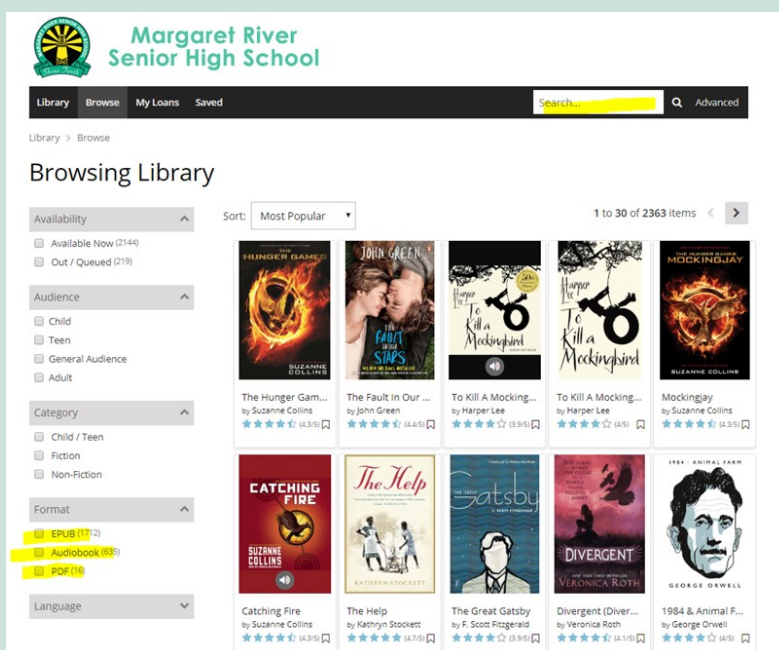 Margaret River
Senior High School
Shine Forth
Library Browse My Loans Saved
Search... Advanced
Library > Browse
Browsing Library
Availability
Available Now (2144)
Out / Queued (219)
Audience
Child
Teen
General Audience
Adult
Category
Child / Teen
Fiction
Non-Fiction
Format
EPUB (1712)
Audiobook (635)
PDF (16)
Language
Sort: Most Popular
1 to 30 of 2363 items
THE
HUNGER GAMES
SUZANNE
COLLINS
The Hunger Gam...
by Suzanne Collins
(4.3/5)
JOHN GREEN
THE
FAULT
IN OUR
STARS
The Fault In Our ...
by John Green
(4.4/5)
Harper
Lee
To
Kill a
Mockingbird
To Kill A Mocking...
by Harper Lee
(3.9/5)
Harper
Lee
To
Kill a
Mockingbird
To Kill A Mocking...
by Harper Lee
(4/5)
THE HUNGER GAMES
MOCKINGJAY
SUZANNE COLLINS
Mockingjay
by Suzanne Collins
(4.3/5)
CATCHING
FIRE
SUZANNE
COLLINS
Catching Fire
by Suzanne Collins
(4.3/5)
The Help
KATHRYN STOCKETT
The Help
by Kathryn Stockett
(4.7/5)
THE GREAT
Gatsby
F. SCOTT FITZGERALD
The Great Gatsby
by F. Scott Fitzgerald
(3.9/5)
DIVERGENT
VERONICA ROTH
Divergent (Diver...
by Veronica Roth
(4.1/5)
1984 & ANIMAL FARM
GEORGE ORWELL
1984 & Animal F...
by George Orwell
(4/5)